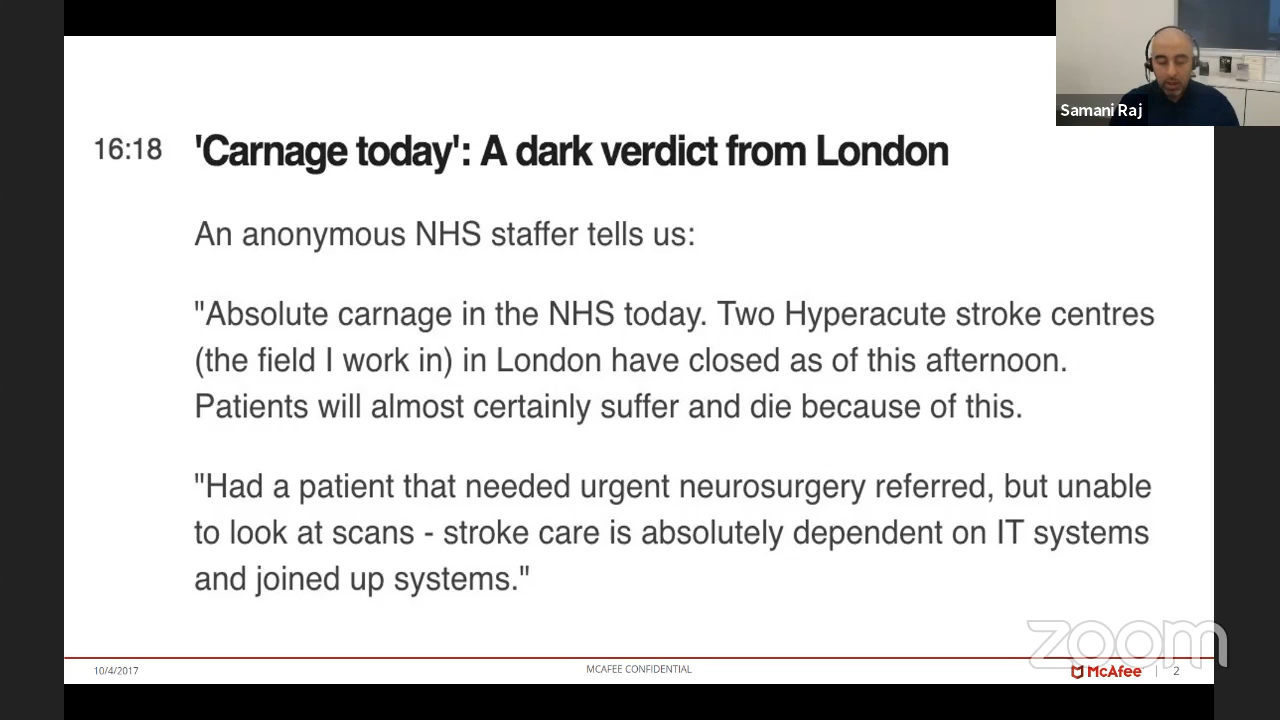 Samani Raj
16:18 'Carnage today': A dark verdict from London
An anonymous NHS staffer tells us:
"Absolute carnage in the NHS today. Two Hyperacute stroke centres
(the field I work in) in London have closed as of this afternoon.
Patients will almost certainly suffer and die because of this.
"Had a patient that needed urgent neurosurgery referred, but unable
to look at scans - stroke care is absolutely dependent on IT systems
and joined up systems."
zoom
10/4/2017 MCAFEE CONFIDENTIAL McAfee | 2